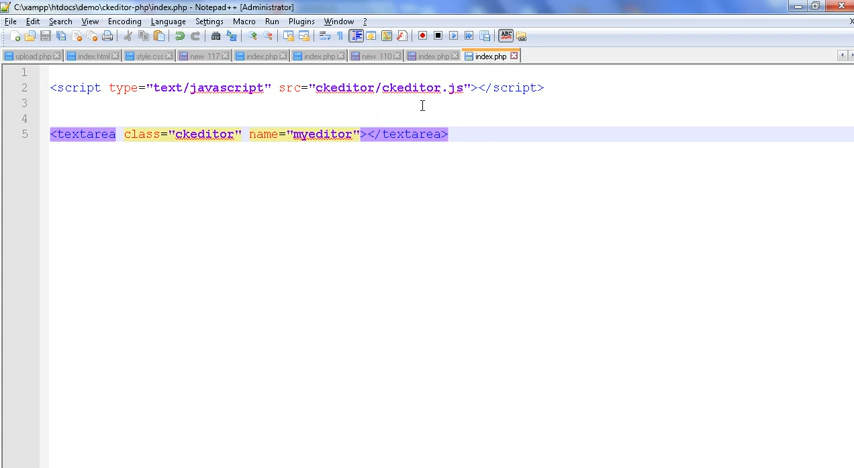 C:\xampp\htdocs\demo\ckeditor-php\index.php - Notepad++ [Administrator]
File Edit Search View Encoding Language Settings Macro Run Plugins Window ?
upload.php index.html style.css new 117 index.php index.php new 110 index.php index.php
1
2 <script type="text/javascript" src="ckeditor/ckeditor.js"></script>
3
4
5 <textarea class="ckeditor" name="myeditor"></textarea>